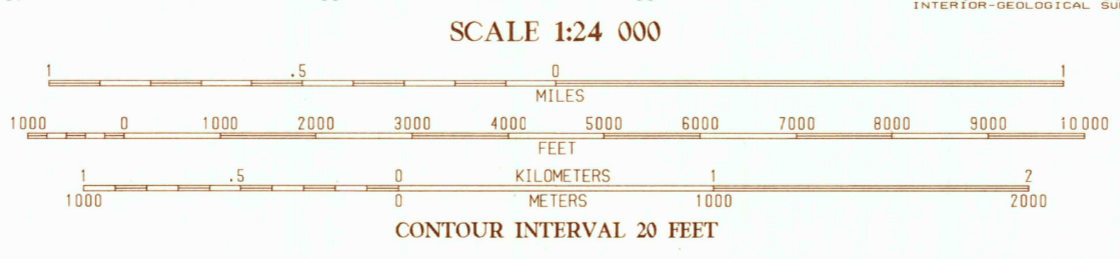 INTERIOR-GEOLOGICAL
SCALE 1:24 000
1 .5 0 1
MILES
1000 0 1000 2000 3000 4000 5000 6000 7000 8000 9000 10 000
FEET
1 .5 0 KILOMETERS 1 2
1000 0 METERS 1000 2000
CONTOUR INTERVAL 20 FEET